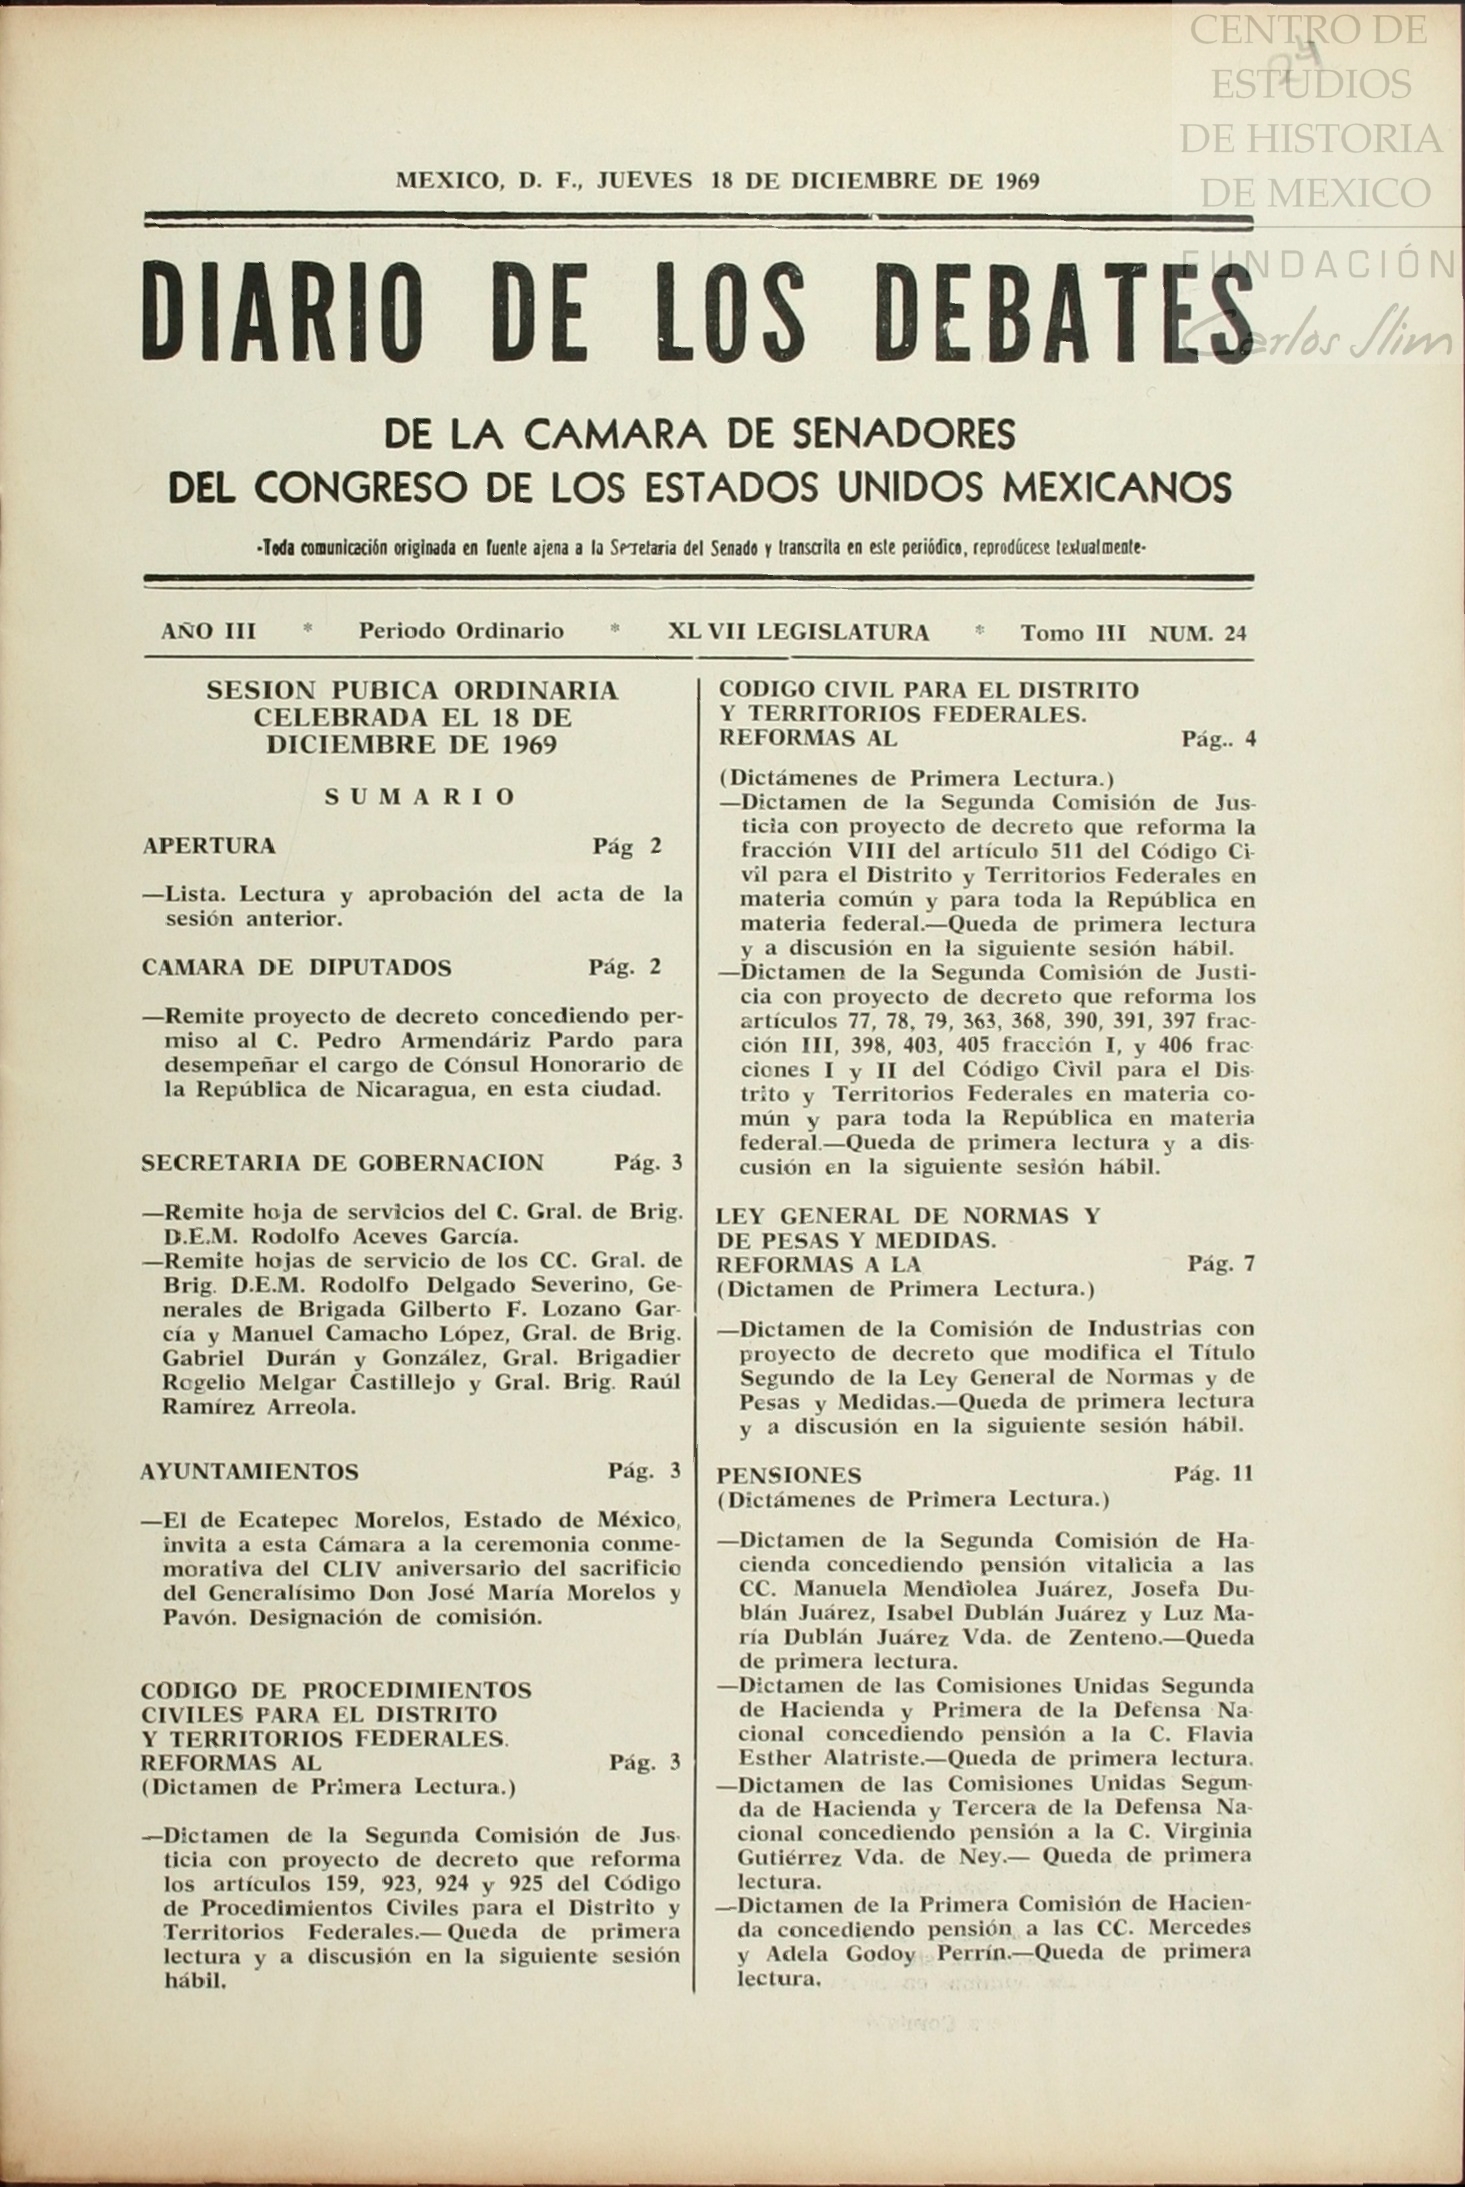 CENTRO DE
ESTUDIOS
DE HISTORIA
DE MEXICO
FUNDACIÓN
Carlos Slim
24
MEXICO, D. F., JUEVES 18 DE DICIEMBRE DE 1969
DIARIO DE LOS DEBATES
DE LA CAMARA DE SENADORES
DEL CONGRESO DE LOS ESTADOS UNIDOS MEXICANOS
-Toda comunicación originada en fuente ajena a la Secretaria del Senado y transcrita en este periódico, reprodúcese textualmente-
AÑO III * Periodo Ordinario * XL VII LEGISLATURA * Tomo III NUM. 24
SESION PUBICA ORDINARIA
CELEBRADA EL 18 DE
DICIEMBRE DE 1969
S U M A R I O
APERTURA Pág 2
—Lista. Lectura y aprobación del acta de la
sesión anterior.
CAMARA DE DIPUTADOS Pág. 2
—Remite proyecto de decreto concediendo per-
miso al C. Pedro Armendáriz Pardo para
desempeñar el cargo de Cónsul Honorario de
la República de Nicaragua, en esta ciudad.
SECRETARIA DE GOBERNACION Pág. 3
—Remite hoja de servicios del C. Gral. de Brig.
D.E.M. Rodolfo Aceves García.
—Remite hojas de servicio de los CC. Gral. de
Brig. D.E.M. Rodolfo Delgado Severino, Ge-
nerales de Brigada Gilberto F. Lozano Gar-
cía y Manuel Camacho López, Gral. de Brig.
Gabriel Durán y González, Gral. Brigadier
Rogelio Melgar Castillejo y Gral. Brig. Raúl
Ramírez Arreola.
AYUNTAMIENTOS Pág. 3
—El de Ecatepec Morelos, Estado de México,
invita a esta Cámara a la ceremonia conme-
morativa del CLIV aniversario del sacrificio
del Generalísimo Don José María Morelos y
Pavón. Designación de comisión.
CODIGO DE PROCEDIMIENTOS
CIVILES PARA EL DISTRITO
Y TERRITORIOS FEDERALES.
REFORMAS AL Pág. 3
(Dictamen de Primera Lectura.)
—Dictamen de la Segunda Comisión de Jus-
ticia con proyecto de decreto que reforma
los artículos 159, 923, 924 y 925 del Código
de Procedimientos Civiles para el Distrito y
Territorios Federales.—Queda de primera
lectura y a discusión en la siguiente sesión
hábil.
CODIGO CIVIL PARA EL DISTRITO
Y TERRITORIOS FEDERALES.
REFORMAS AL Pág.. 4
(Dictámenes de Primera Lectura.)
—Dictamen de la Segunda Comisión de Jus-
ticia con proyecto de decreto que reforma la
fracción VIII del artículo 511 del Código Ci-
vil para el Distrito y Territorios Federales en
materia común y para toda la República en
materia federal.—Queda de primera lectura
y a discusión en la siguiente sesión hábil.
—Dictamen de la Segunda Comisión de Justi-
cia con proyecto de decreto que reforma los
artículos 77, 78, 79, 363, 368, 390, 391, 397 frac-
ción III, 398, 403, 405 fracción I, y 406 frac
ciones I y II del Código Civil para el Dis
trito y Territorios Federales en materia co-
mún y para toda la República en materia
federal.—Queda de primera lectura y a dis-
cusión en la siguiente sesión hábil.
LEY GENERAL DE NORMAS Y
DE PESAS Y MEDIDAS.
REFORMAS A LA Pág. 7
(Dictamen de Primera Lectura.)
—Dictamen de la Comisión de Industrias con
proyecto de decreto que modifica el Título
Segundo de la Ley General de Normas y de
Pesas y Medidas.—Queda de primera lectura
y a discusión en la siguiente sesión hábil.
PENSIONES Pág. 11
(Dictámenes de Primera Lectura.)
—Dictamen de la Segunda Comisión de Ha-
cienda concediendo pensión vitalicia a las
CC. Manuela Mendiolea Juárez, Josefa Du-
blán Juárez, Isabel Dublán Juárez y Luz Ma-
ría Dublán Juárez Vda. de Zenteno.—Queda
de primera lectura.
—Dictamen de las Comisiones Unidas Segunda
de Hacienda y Primera de la Defensa Na-
cional concediendo pensión a la C. Flavia
Esther Alatriste.—Queda de primera lectura.
—Dictamen de las Comisiones Unidas Segun-
da de Hacienda y Tercera de la Defensa Na-
cional concediendo pensión a la C. Virginia
Gutiérrez Vda. de Ney.— Queda de primera
lectura.
—Dictamen de la Primera Comisión de Hacien-
da concediendo pensión a las CC. Mercedes
y Adela Godoy Perrín.—Queda de primera
lectura.